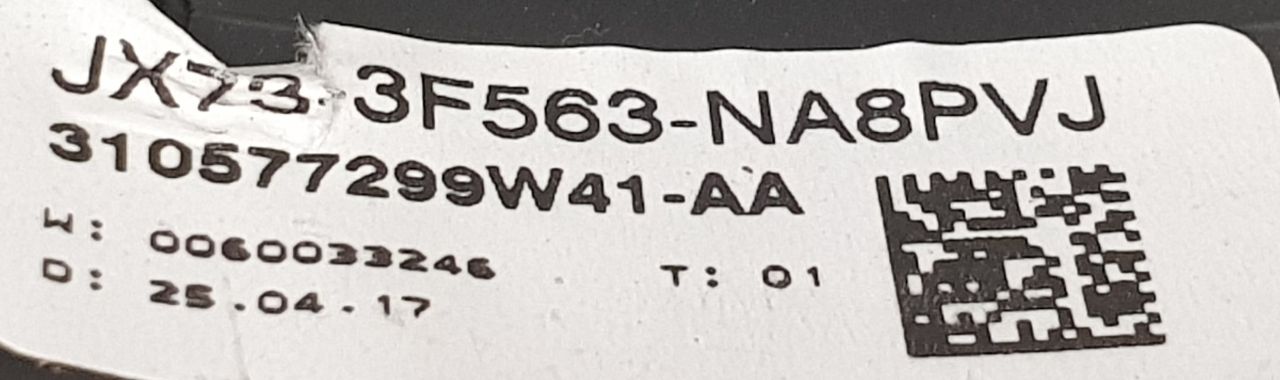 JX73-3F563-NA8PVJ
310577299W41-AA
W: 0060033246 T: 01
D: 25.04.17